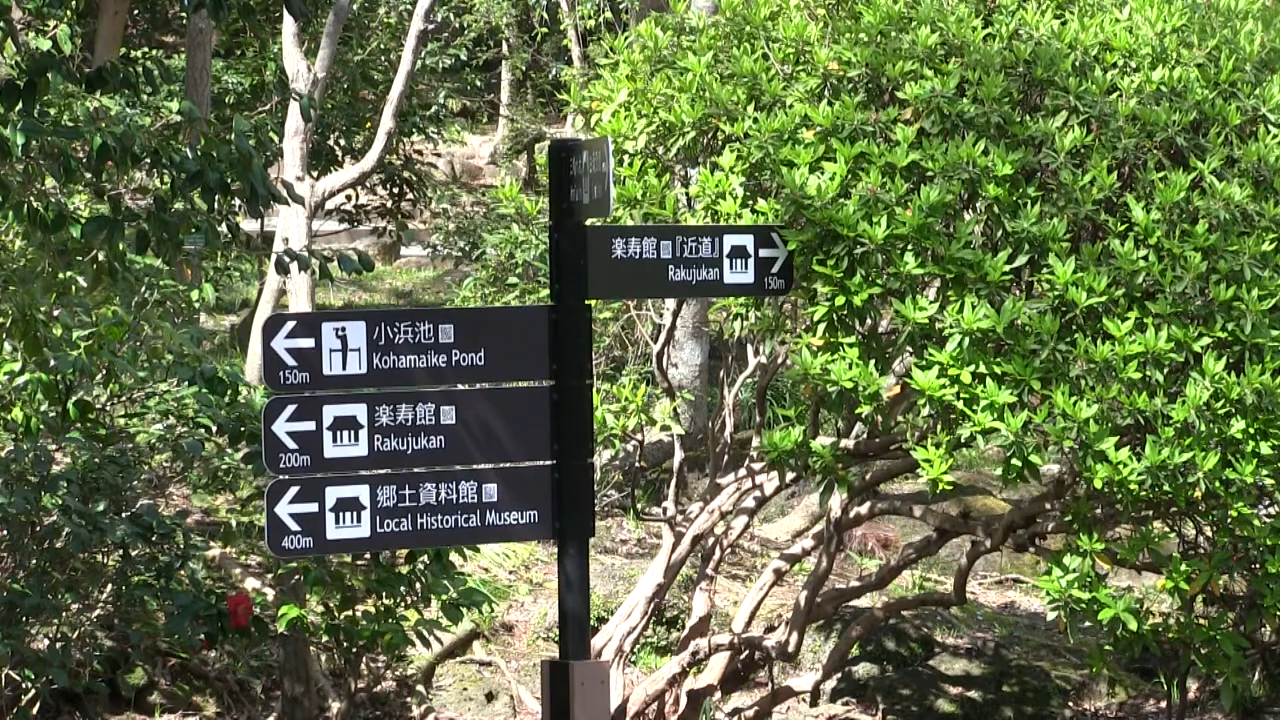 楽寿館『近道』
Rakujukan
150m
小浜池
Kohamaike Pond
150m
楽寿館
Rakujukan
200m
郷土資料館
Local Historical Museum
400m